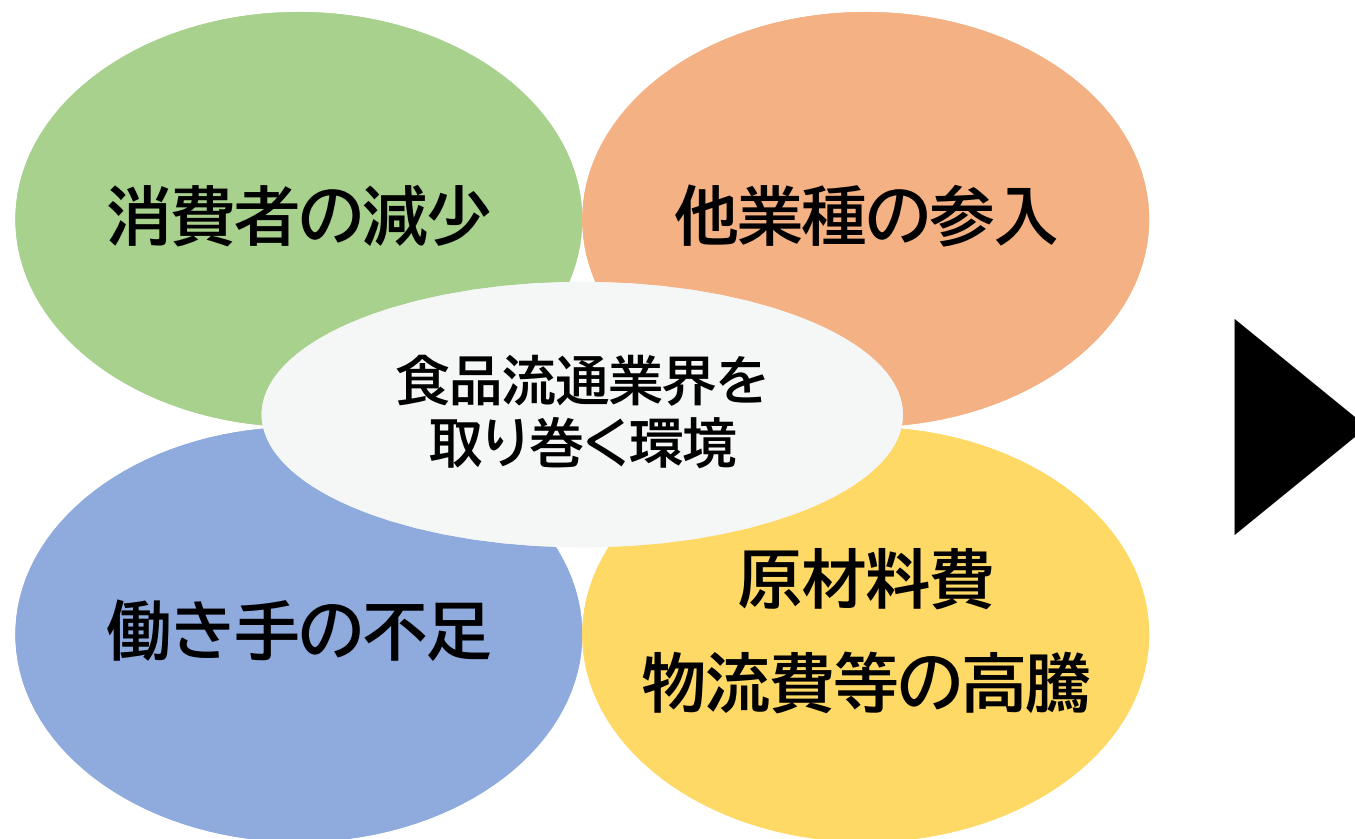 消費者の減少
他業種の参入
食品流通業界を
取り巻く環境
働き手の不足
原材料費
物流費等の高騰